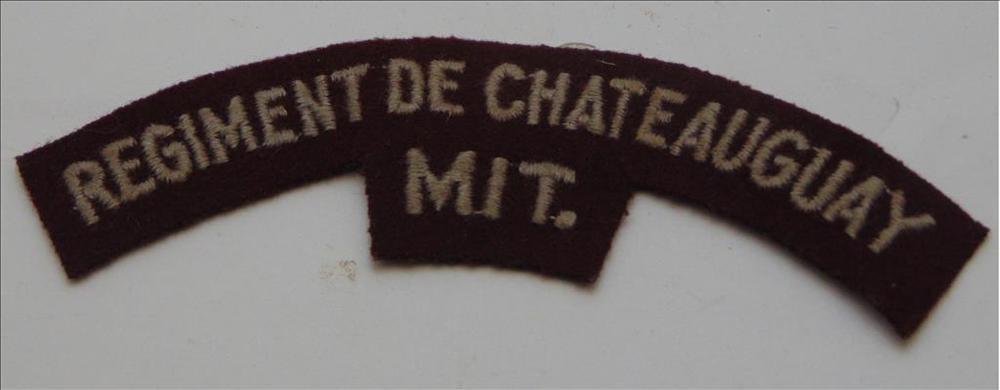 REGIMENT DE CHATEAUGUAY
MIT.